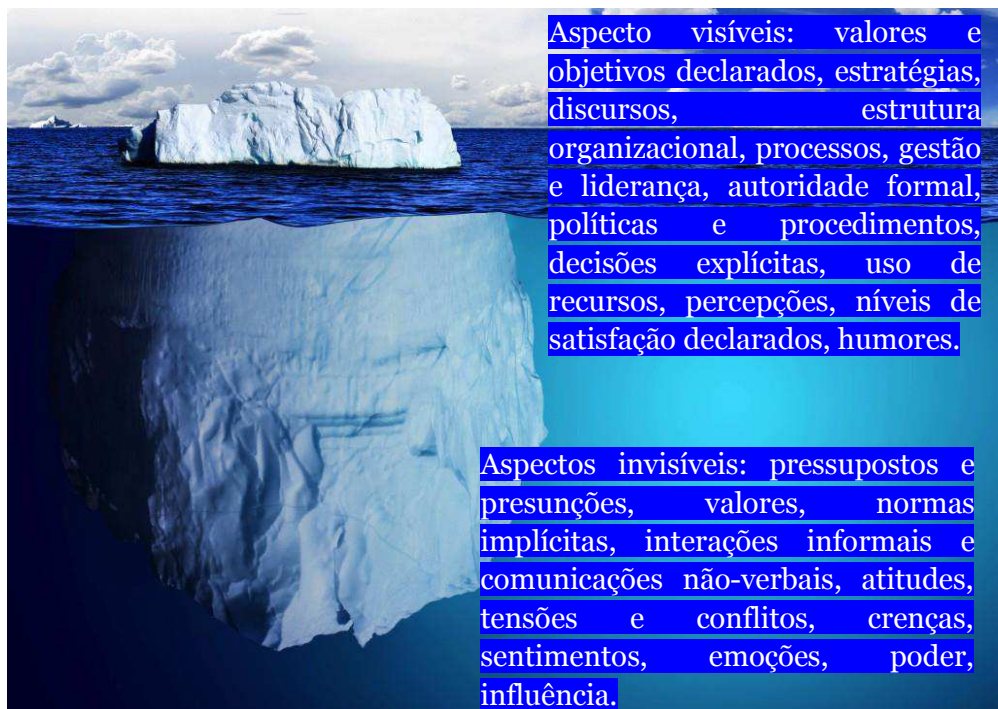 Aspecto visíveis: valores e
objetivos declarados, estratégias,
discursos, estrutura
organizacional, processos, gestão
e liderança, autoridade formal,
políticas e procedimentos,
decisões explícitas, uso de
recursos, percepções, níveis de
satisfação declarados, humores.
Aspectos invisíveis: pressupostos e
presunções, valores, normas
implícitas, interações informais e
comunicações não-verbais, atitudes,
tensões e conflitos, crenças,
sentimentos, emoções, poder,
influência.